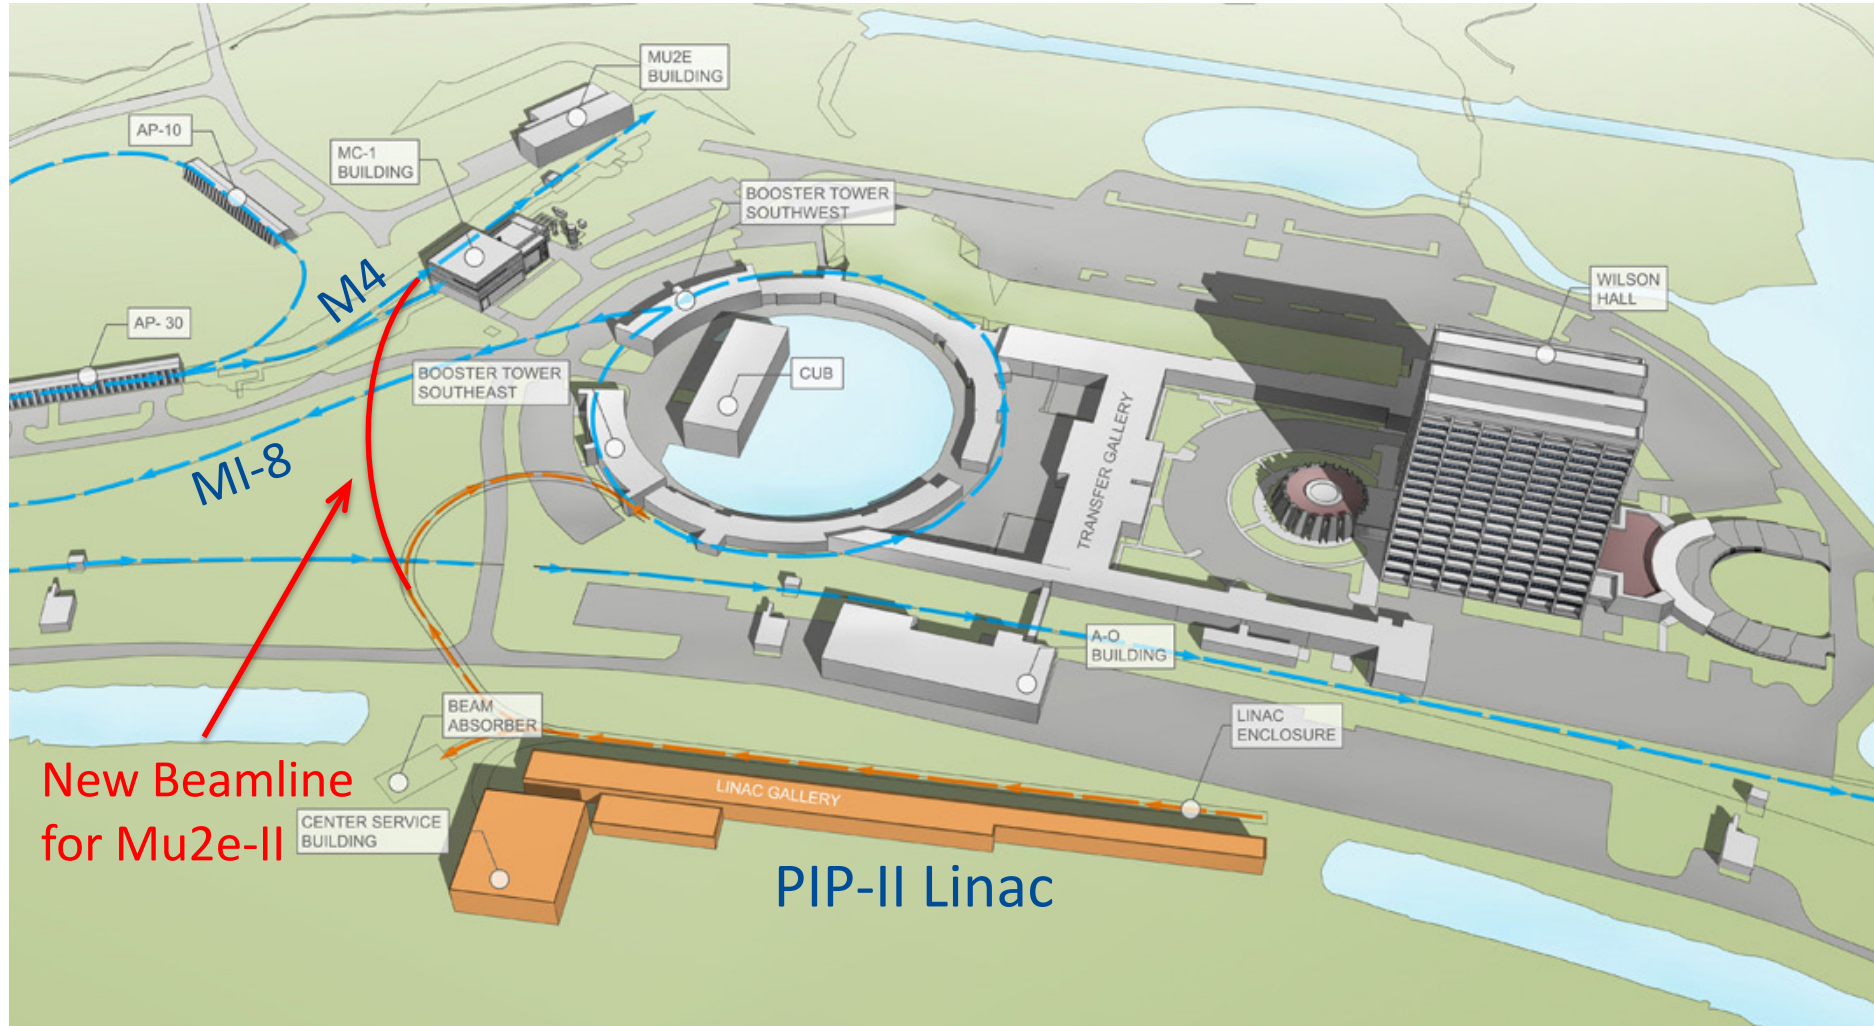 MU2E
BUILDING
AP-10
MC-1
BUILDING
BOOSTER TOWER
SOUTHWEST
WILSON
HALL
M4
AP- 30
BOOSTER TOWER
SOUTHEAST
CUB
TRANSFER GALLERY
MI-8
A-O
BUILDING
BEAM
ABSORBER
LINAC
ENCLOSURE
New Beamline
for Mu2e-II
LINAC GALLERY
CENTER SERVICE
BUILDING
PIP-II Linac